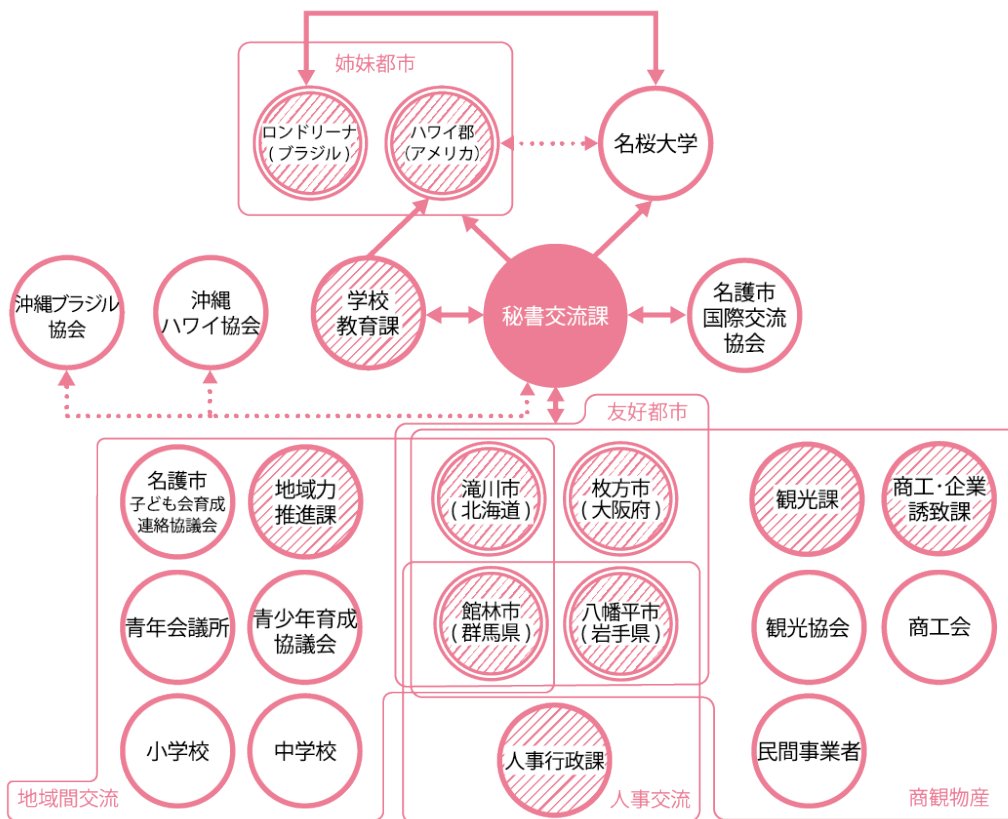 姉妹都市
ロンドリーナ
(ブラジル)
ハワイ郡
(アメリカ)
名桜大学
沖縄ブラジル
協会
沖縄
ハワイ協会
学校
教育課
秘書交流課
名護市
国際交流
協会
友好都市
名護市
子ども会育成
連絡協議会
地域力
推進課
滝川市
(北海道)
枚方市
(大阪府)
観光課
商工・企業
誘致課
青年会議所
青少年育成
協議会
館林市
(群馬県)
八幡平市
(岩手県)
観光協会
商工会
小学校
中学校
人事行政課
民間事業者
地域間交流
人事交流
商観物産